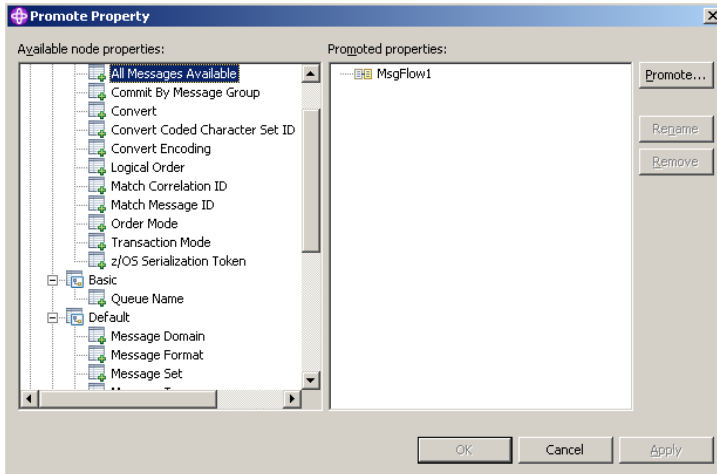 Promote Property
Available node properties:
All Messages Available
Commit By Message Group
Convert
Convert Coded Character Set ID
Convert Encoding
Logical Order
Match Correlation ID
Match Message ID
Order Mode
Transaction Mode
z/OS Serialization Token
Basic
Queue Name
Default
Message Domain
Message Format
Message Set
Promoted properties:
MsgFlow1
Promote...
Rename
Remove
OK
Cancel
Apply